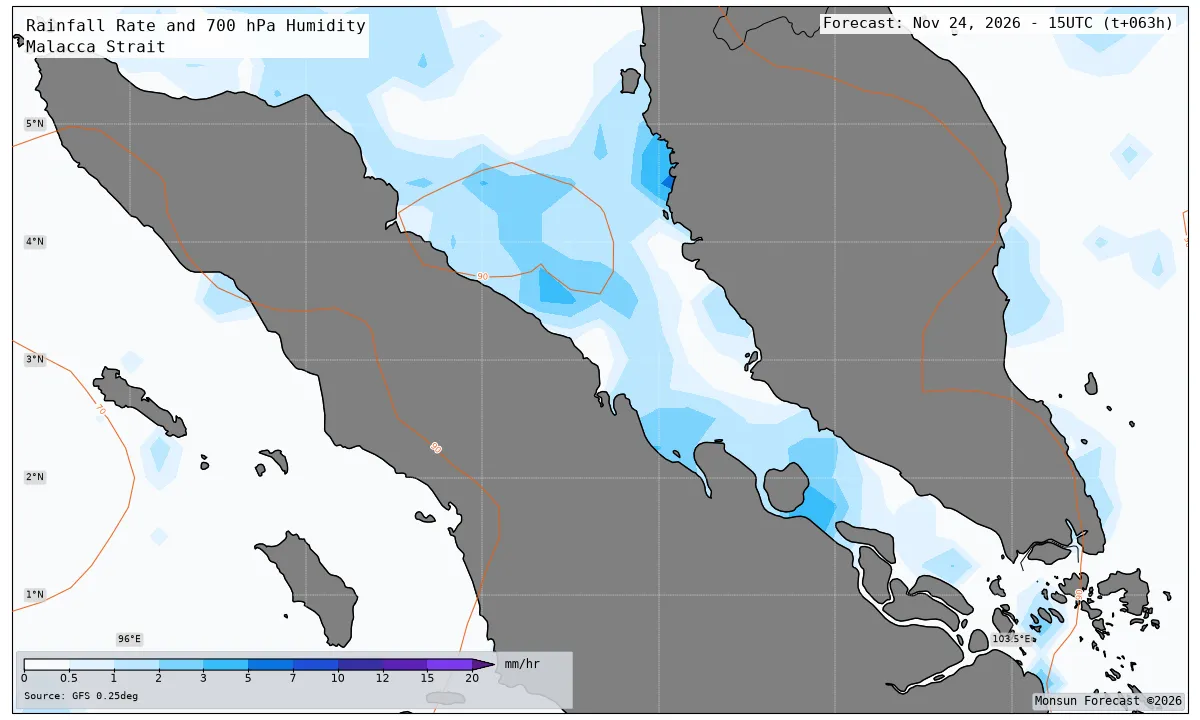 Rainfall Rate and 700 hPa Humidity
Malacca Strait
Forecast: Nov 24, 2026 - 15UTC (t+063h)
5°N
4°N
90
3°N
70
90
2°N
1°N
96°E
103.5°E
mm/hr
0 0.5 1 2 3 5 7 10 12 15 20
Source: GFS 0.25deg
Monsun Forecast ©2026